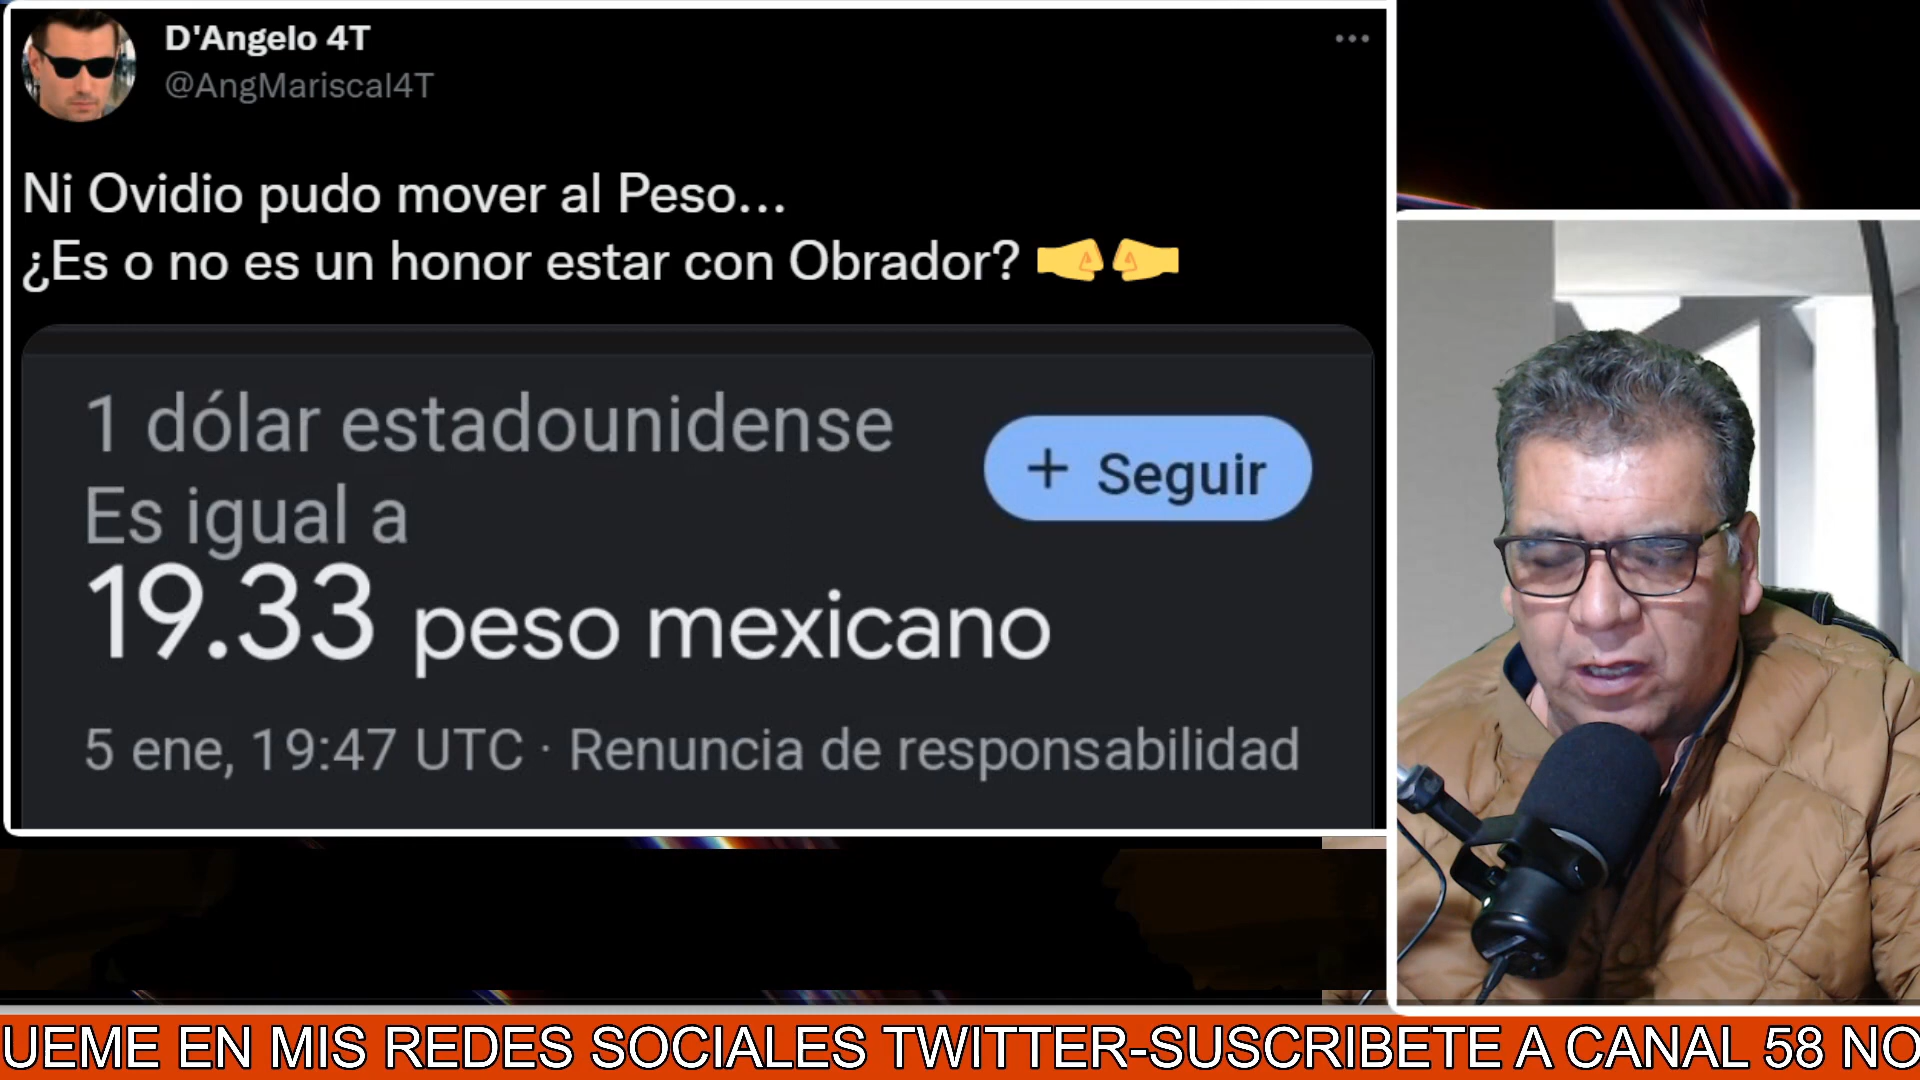 D'Angelo 4T
@AngMariscal4T
Ni Ovidio pudo mover al Peso...
¿Es o no es un honor estar con Obrador? 🤜🤛
1 dólar estadounidense
+ Seguir
Es igual a
19.33 peso mexicano
5 ene, 19:47 UTC · Renuncia de responsabilidad
UEME EN MIS REDES SOCIALES TWITTER-SUSCRIBETE A CANAL 58 NO